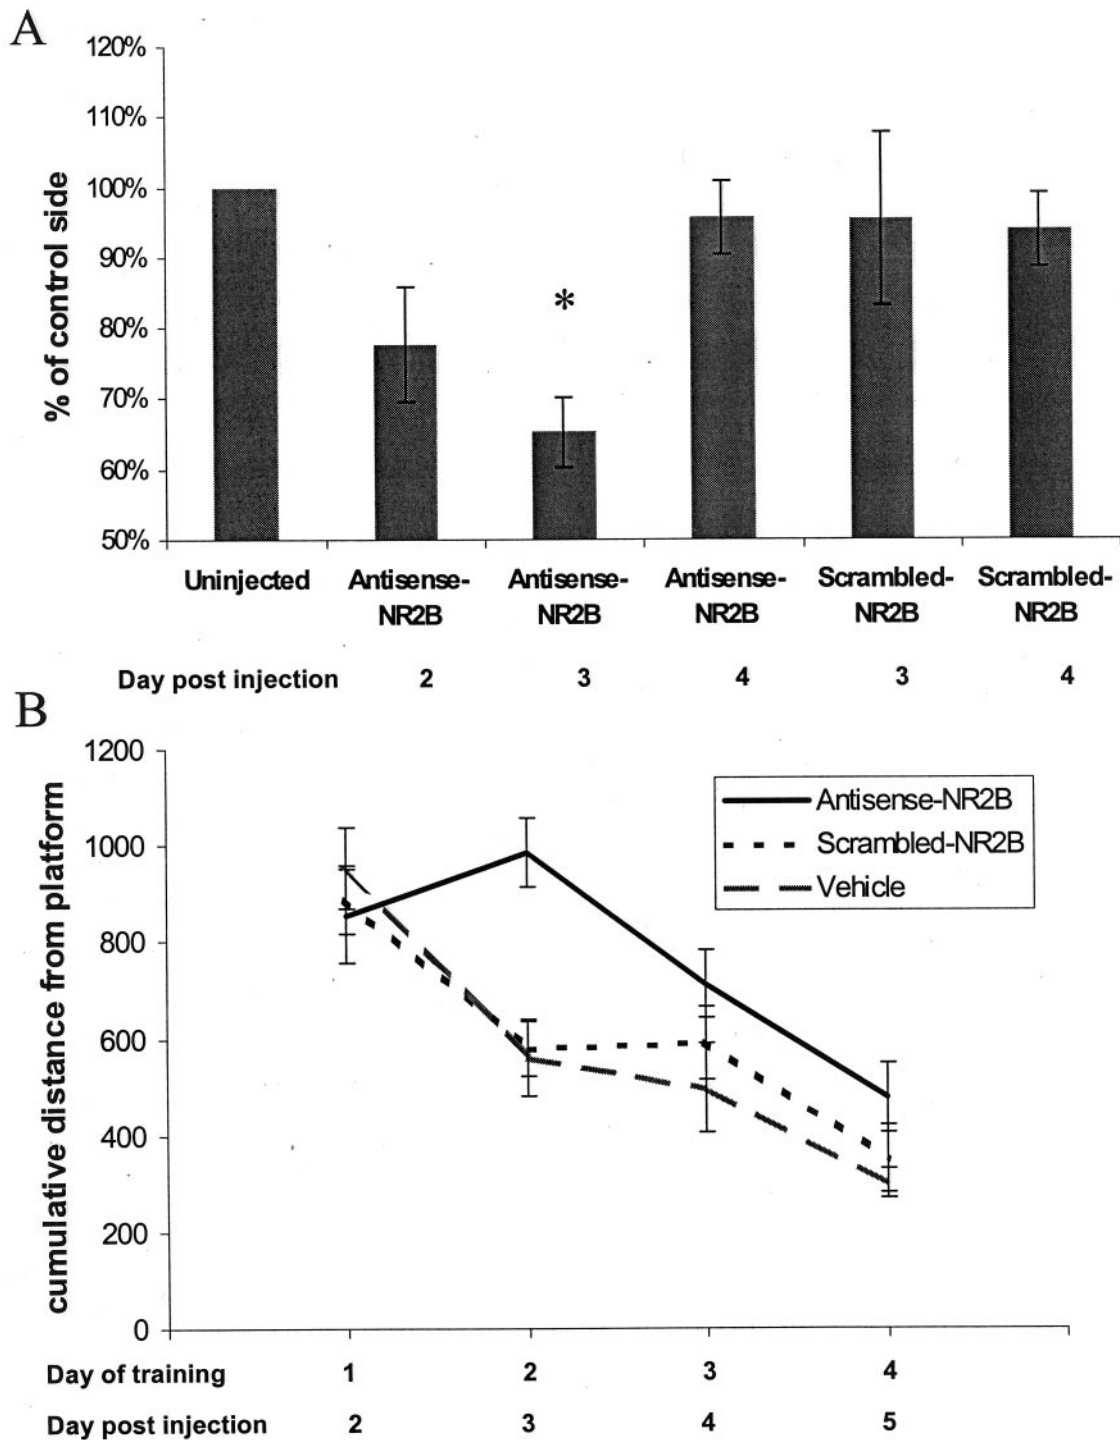 A
120%
110%
100%
90%
80%
70%
60%
50%
% of control side
*
Uninjected Antisense- Antisense- Antisense- Scrambled- Scrambled-
NR2B NR2B NR2B NR2B NR2B
Day post injection 2 3 4 3 4
B
1200
1000
800
600
400
200
0
cumulative distance from platform
Antisense-NR2B
Scrambled-NR2B
Vehicle
Day of training 1 2 3 4
Day post injection 2 3 4 5